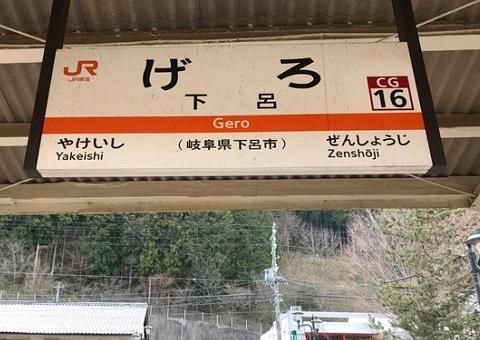 JR
JR東海
げろ
下呂
CG
16
Gero
やけいし
Yakeishi
(岐阜県下呂市)
ぜんしょうじ
Zenshōji